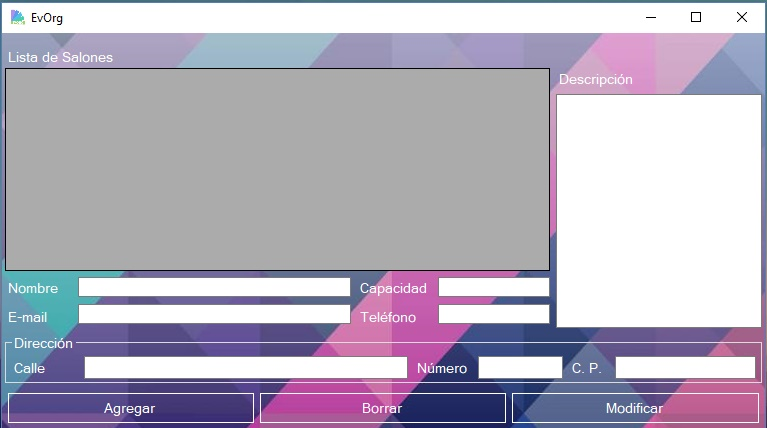 EvOrg
Lista de Salones
Descripción
Nombre
Capacidad
E-mail
Teléfono
Dirección
Calle
Número
C. P.
Agregar
Borrar
Modificar